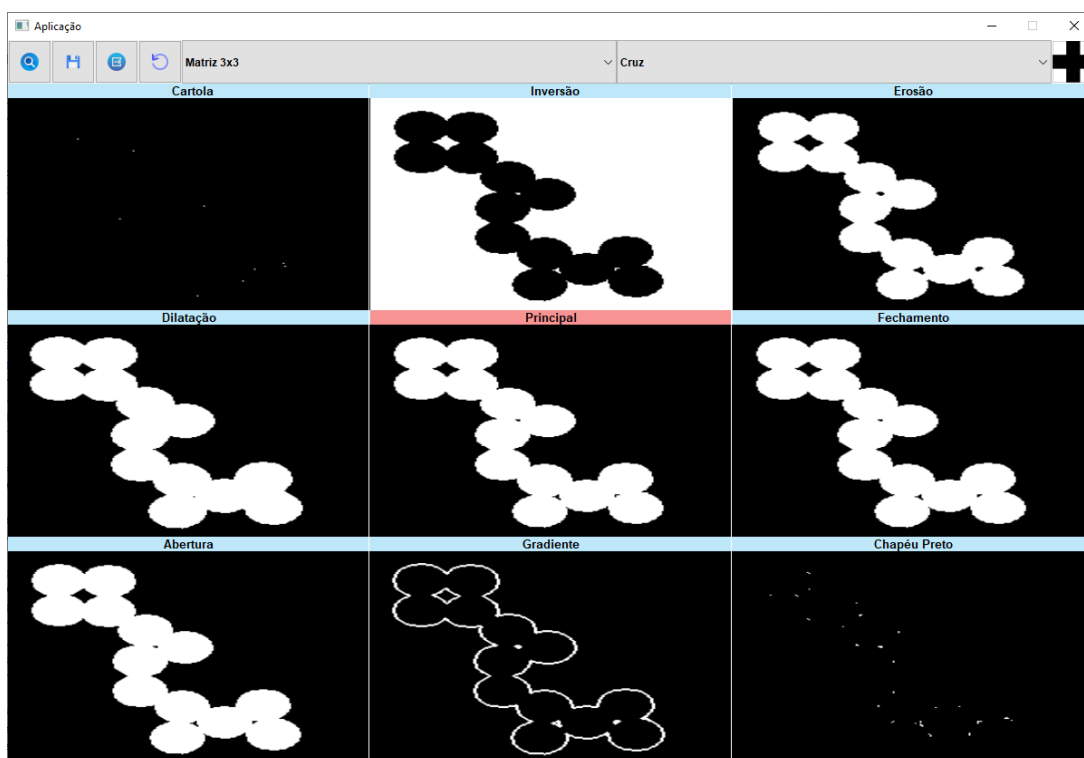 Aplicação
Matriz 3x3
Cruz
Cartola
Inversão
Erosão
Dilatação
Principal
Fechamento
Abertura
Gradiente
Chapéu Preto